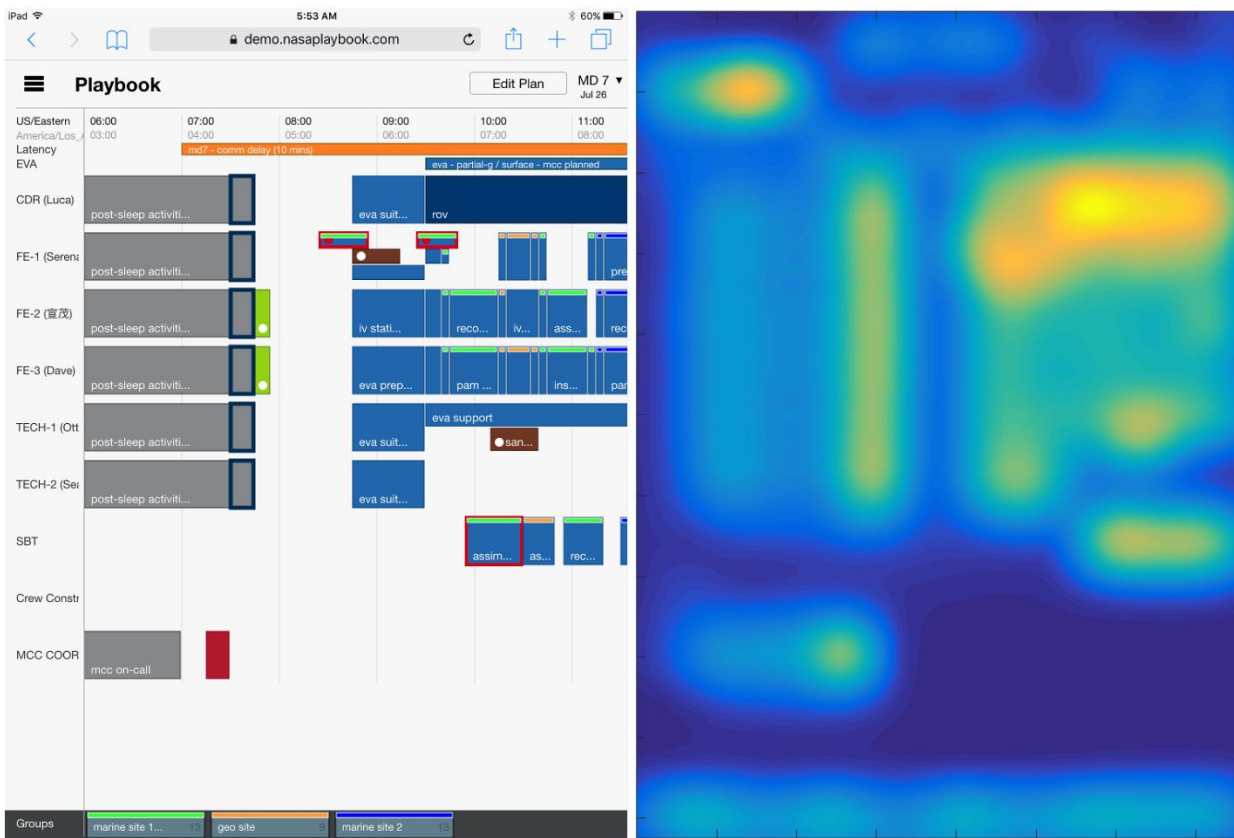 iPad 5:53 AM 60%
demo.nasaplaybook.com
Playbook Edit Plan MD 7 ▼
Jul 26
US/Eastern 06:00 07:00 08:00 09:00 10:00 11:00
America/Los_ 03:00 04:00 05:00 06:00 07:00 08:00
Latency md7 - comm delay (10 mins)
EVA eva - partial-g / surface - mcc planned
CDR (Luca) post-sleep activiti... eva suit... rov
FE-1 (Serena post-sleep activiti... pre
FE-2 (宣茂) post-sleep activiti... iv stati... reco... iv... ass... rec
FE-3 (Dave) post-sleep activiti... eva prep... pam ... ins... par
TECH-1 (Ott post-sleep activiti... eva suit... eva support
san...
TECH-2 (Sea post-sleep activiti... eva suit...
SBT assim... as... rec...
Crew Constr
MCC COOR mcc on-call
Groups marine site 1... 13 geo site 9 marine site 2 13